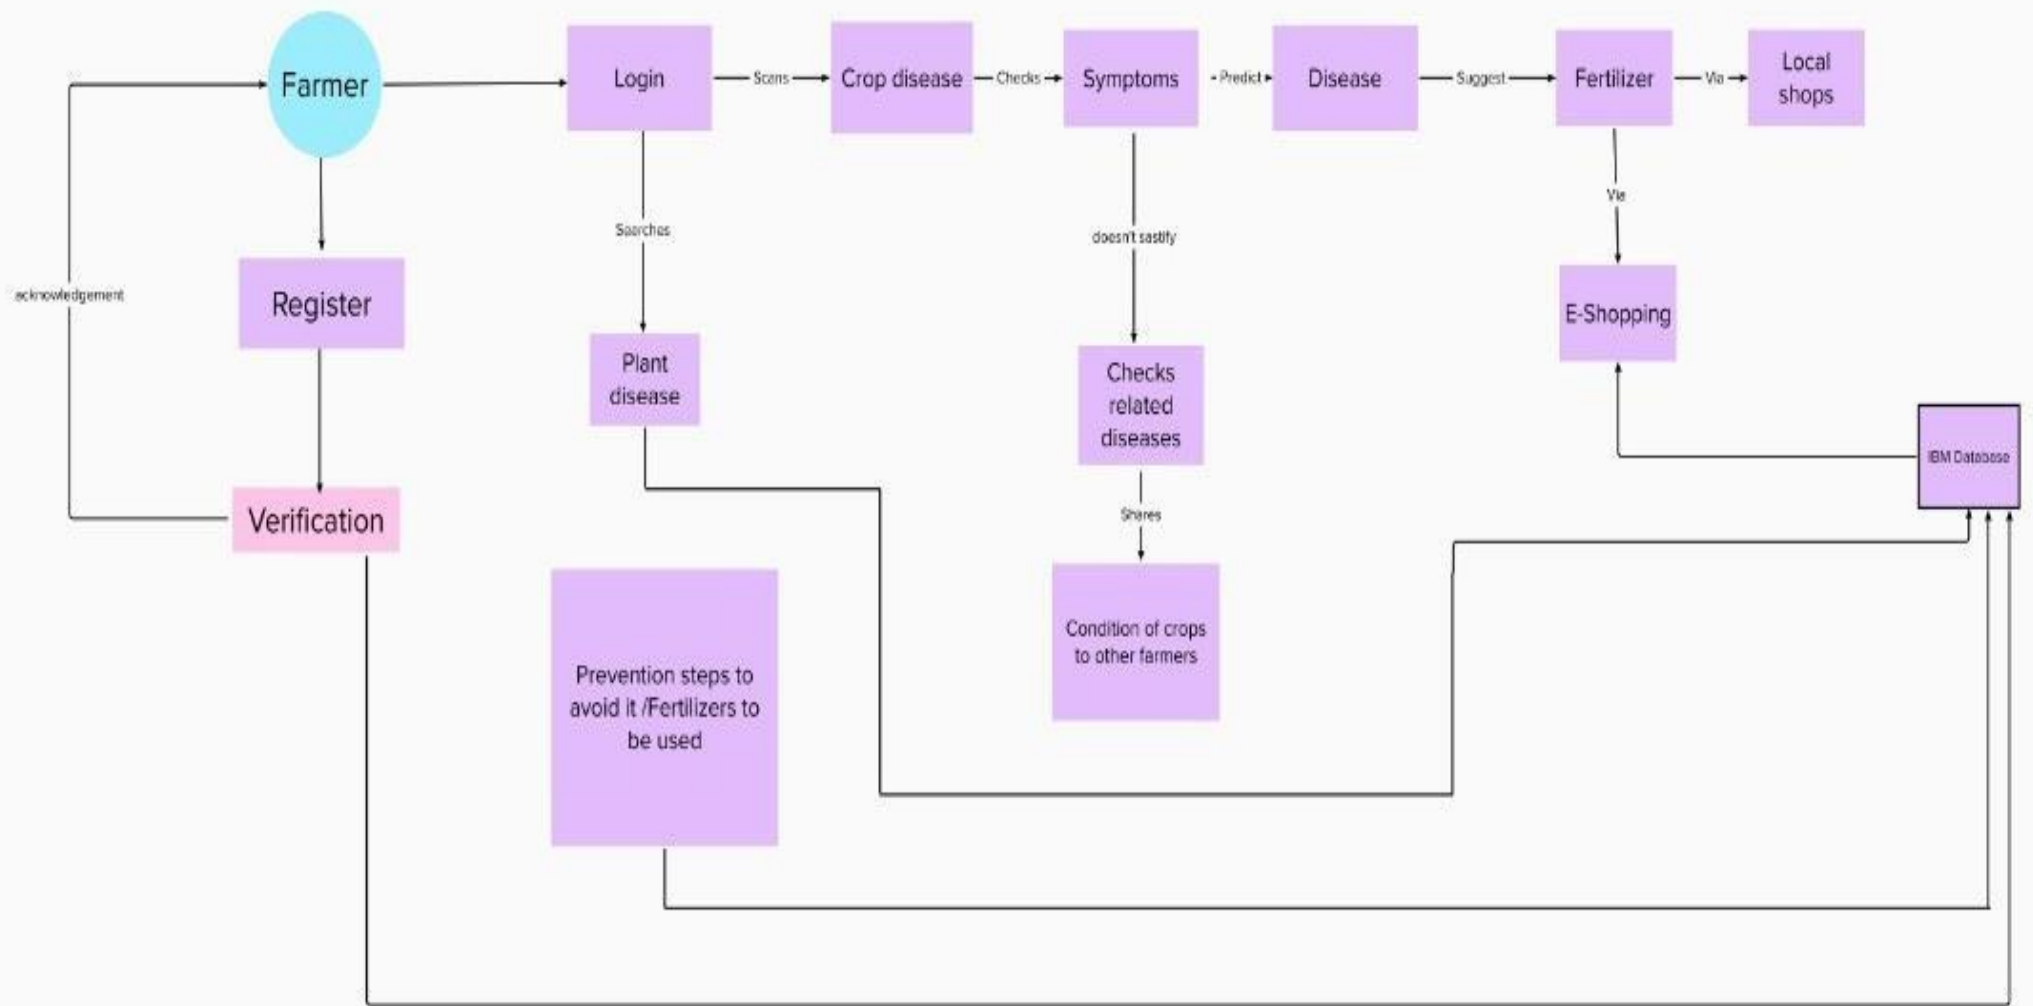 Farmer
Login
Scans
Crop disease
Checks
Symptoms
Predict
Disease
Suggest
Fertilizer
Via
Local
shops
Via
Searches
doesn't sastify
acknowledgement
Register
E-Shopping
Plant
disease
Checks
related
diseases
IBM Database
Shares
Verification
Condition of crops
to other farmers
Prevention steps to
avoid it /Fertilizers to
be used